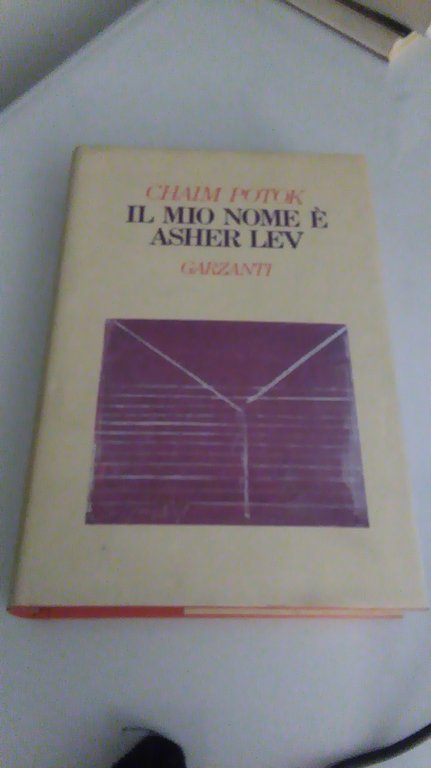 CHAIM POTOK
IL MIO NOME È
ASHER LEV
GARZANTI